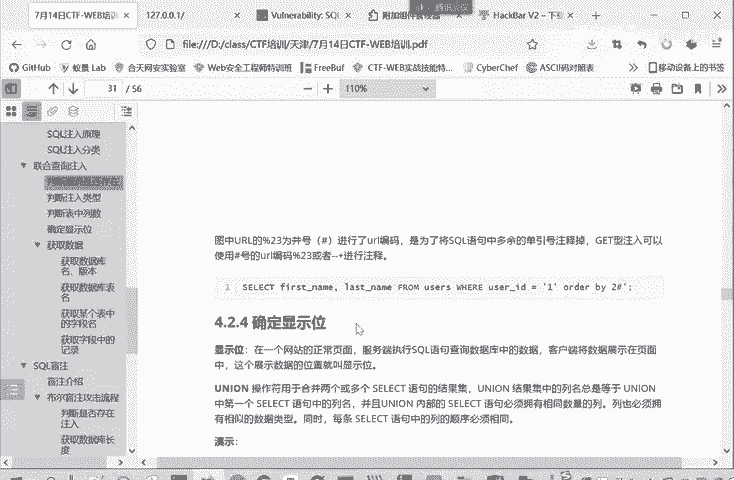 7月14日CTF-WEB培训
127.0.0.1/
Vulnerability: SQL
附加组件管理器
HackBar V2 – 下载
file:///D:/class/CTF培训/天津/7月14日CTF-WEB培训.pdf
GitHub
蚁景 Lab
合天网安实验室
Web安全工程师特训班
FreeBuf
CTF-WEB实战技能特...
CyberChef
ASCII码对照表
移动设备上的书签
31 / 56
110%
SQL注入原理
SQL注入分类
联合查询注入
判断注入类型
判断表中列数
确定显示位
获取数据
获取数据库
名、版本
获取数据库表
名
获取某个表中
的字段名
获取字段中的
记录
SQL盲注
盲注介绍
布尔盲注攻击流程
判断是否存在
注入
获取数据库长
度
图中URL的%23为井号（#）进行了url编码，是为了将SQL语句中多余的单引号注释掉，GET型注入可以
使用#号的url编码%23或者--+进行注释。
1 SELECT first_name, last_name FROM users WHERE user_id = '1' order by 2#';
4.2.4 确定显示位
显示位：在一个网站的正常页面，服务端执行SQL语句查询数据库中的数据，客户端将数据展示在页面
中，这个展示数据的位置就叫显示位。
UNION 操作符用于合并两个或多个 SELECT 语句的结果集，UNION 结果集中的列名总是等于 UNION
中第一个 SELECT 语句中的列名，并且UNION 内部的 SELECT 语句必须拥有相同数量的列。列也必须拥
有相似的数据类型。同时，每条 SELECT 语句中的列的顺序必须相同。
演示：